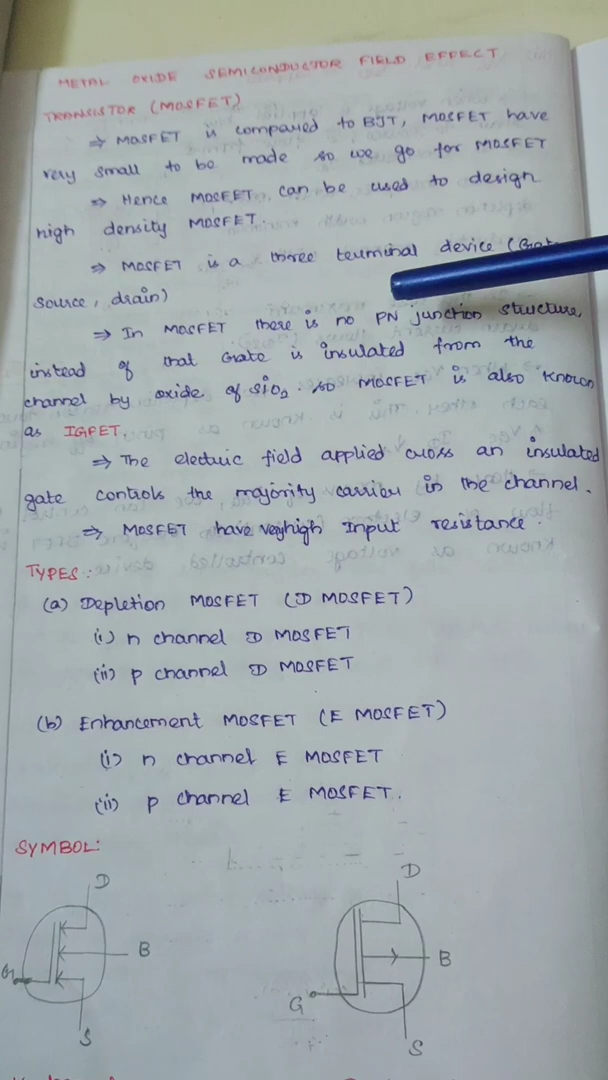 METAL OXIDE SEMICONDUCTOR FIELD EFFECT
TRANSISTOR (MOSFET)
⇒ MOSFET is compared to BJT, MOSFET have
very small to be made so we go for MOSFET
⇒ Hence MOSFET can be used to design
high density MOSFET.
⇒ MOSFET is a three terminal device (
Source, drain)
⇒ In MOSFET there is no PN junction structure,
instead of that Gate is insulated from the
channel by oxide of SiO2. so MOSFET is also known
as IGFET.
⇒ The electric field applied cross an insulated
gate controls the majority carrier in the channel.
⇒ MOSFET have very high Input resistance.
TYPES:
(a) Depletion MOSFET (D MOSFET)
(i) n channel D MOSFET
(ii) p channel D MOSFET
(b) Enhancement MOSFET (E MOSFET)
(i) n channel E MOSFET
(ii) p channel E MOSFET.
SYMBOL:
D D
B B
G G
S S